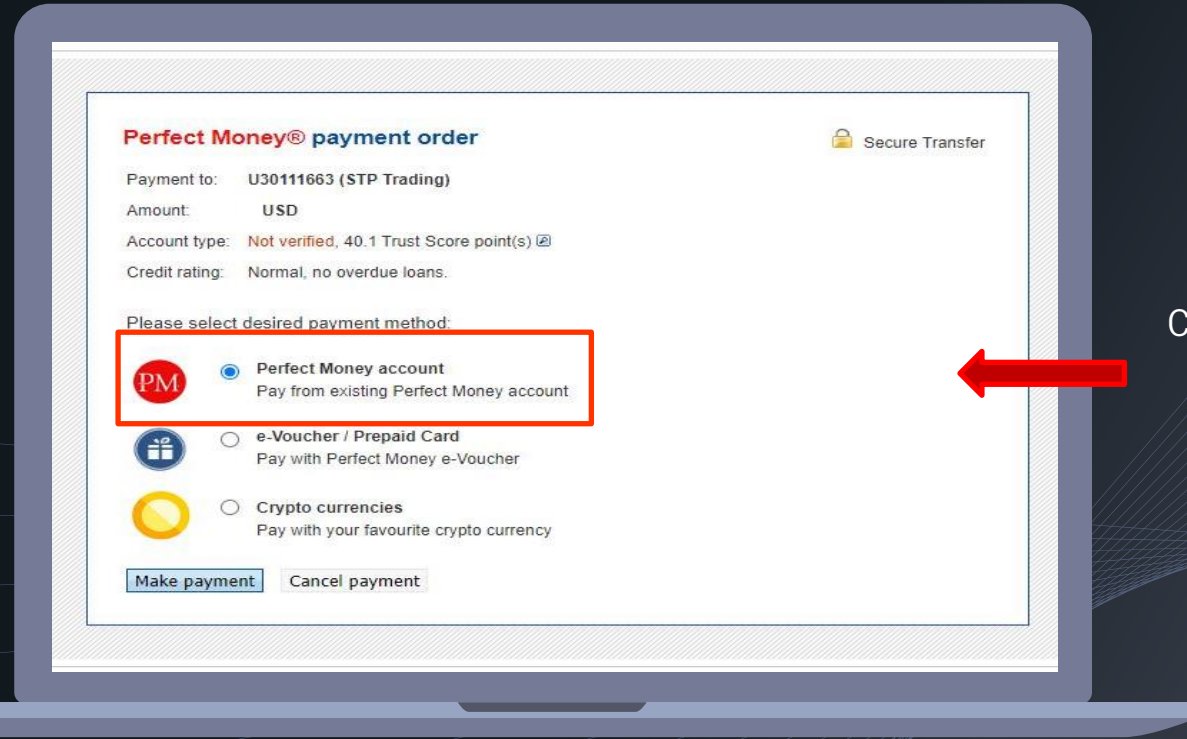 Perfect Money® payment order
Secure Transfer
Payment to: U30111663 (STP Trading)
Amount: USD
Account type: Not verified, 40.1 Trust Score point(s)
Credit rating: Normal, no overdue loans.
Please select desired payment method:
PM
Perfect Money account
Pay from existing Perfect Money account
e-Voucher / Prepaid Card
Pay with Perfect Money e-Voucher
Crypto currencies
Pay with your favourite crypto currency
Make payment Cancel payment
C